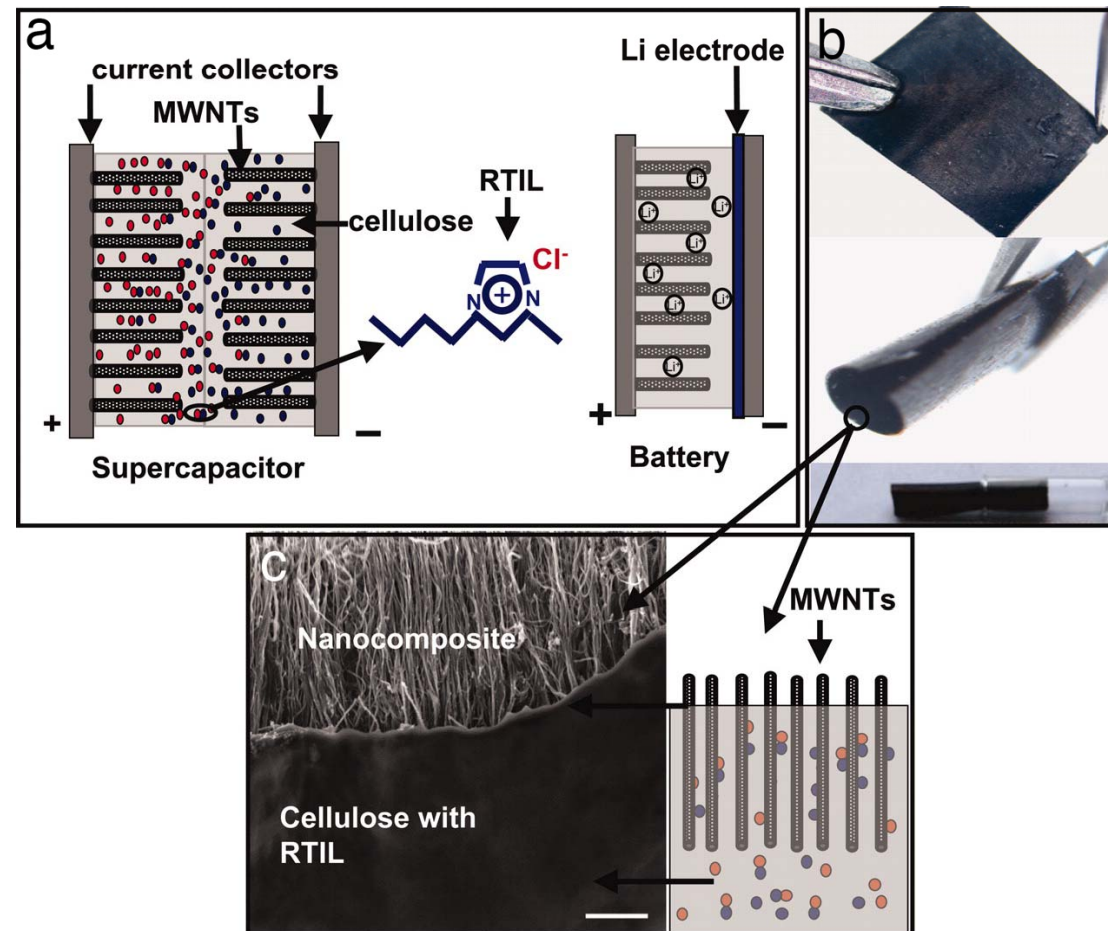 a
current collectors
MWNTs
cellulose
+
−
Supercapacitor
RTIL
Cl-
N
+
N
Li electrode
Li+
Li+
Li+
Li+
Li+
Li+
Li+
Li+
+
−
Battery
b
c
Nanocomposite
Cellulose with
RTIL
MWNTs